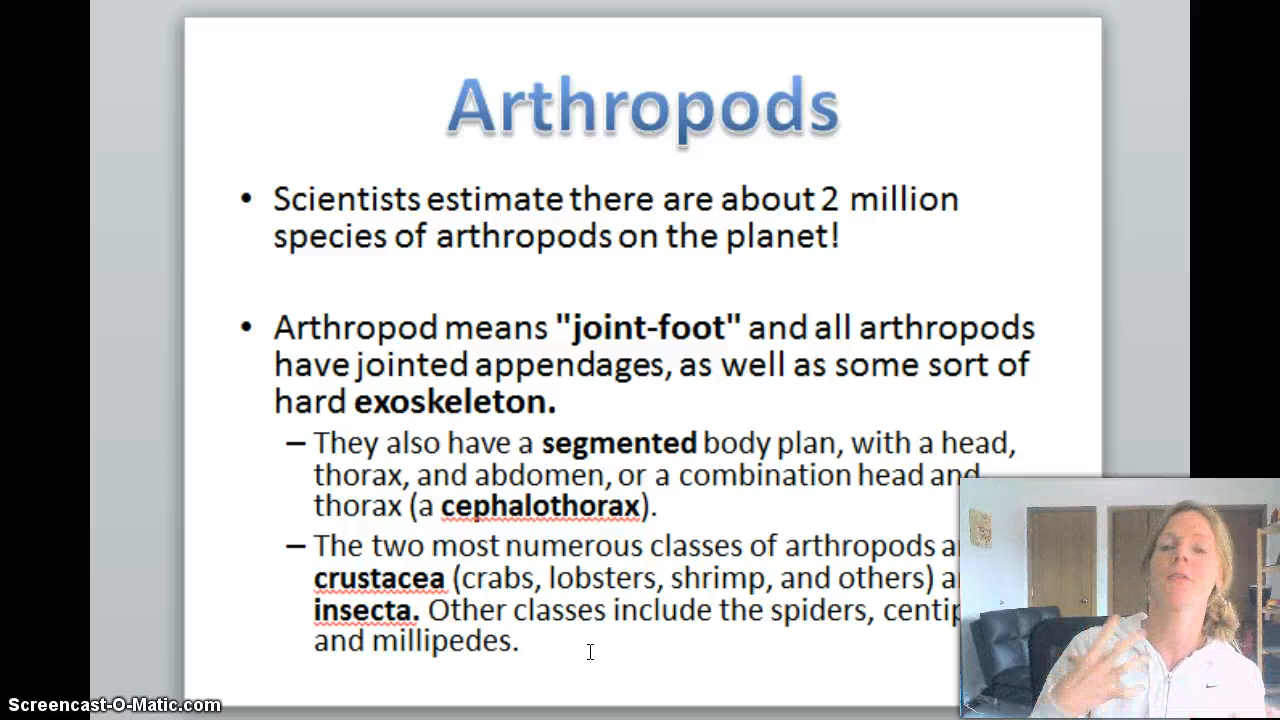 Arthropods
• Scientists estimate there are about 2 million
species of arthropods on the planet!
• Arthropod means "joint-foot" and all arthropods
have jointed appendages, as well as some sort of
hard exoskeleton.
– They also have a segmented body plan, with a head,
thorax, and abdomen, or a combination head and
thorax (a cephalothorax).
– The two most numerous classes of arthropods
crustacea (crabs, lobsters, shrimp, and others)
insecta. Other classes include the spiders,
and millipedes.
Screencast-O-Matic.com